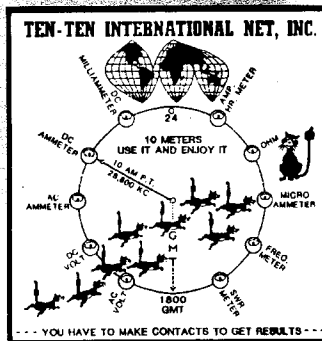 TEN-TEN INTERNATIONAL NET, INC.
DC MILLIAMMETER
AMP. HR. METER
24
DC AMMETER
10 METERS
USE IT AND ENJOY IT
OHM
10 AM P.T.
28,800 KC
AC AMMETER
MICRO AMMETER
GMT
DC VOLT
FREQ. METER
AC VOLT
SWR METER
1800
GMT
--- YOU HAVE TO MAKE CONTACTS TO GET RESULTS ---